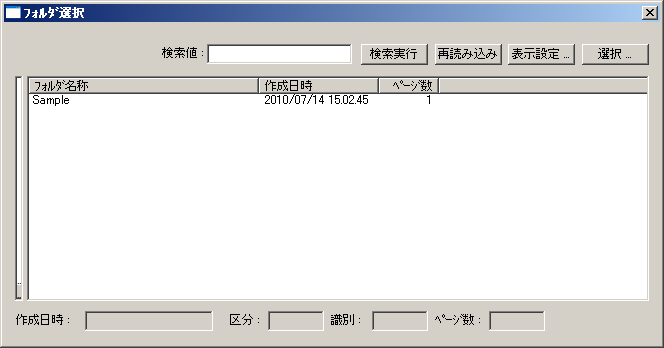 ﾌｫﾙﾀﾞ選択
検索値： 検索実行 再読み込み 表示設定 ... 選択 ...
ﾌｫﾙﾀﾞ名称 作成日時 ﾍﾟｰｼﾞ数
Sample 2010/07/14 15.02.45 1
作成日時： 区分： 識別： ﾍﾟｰｼﾞ数：